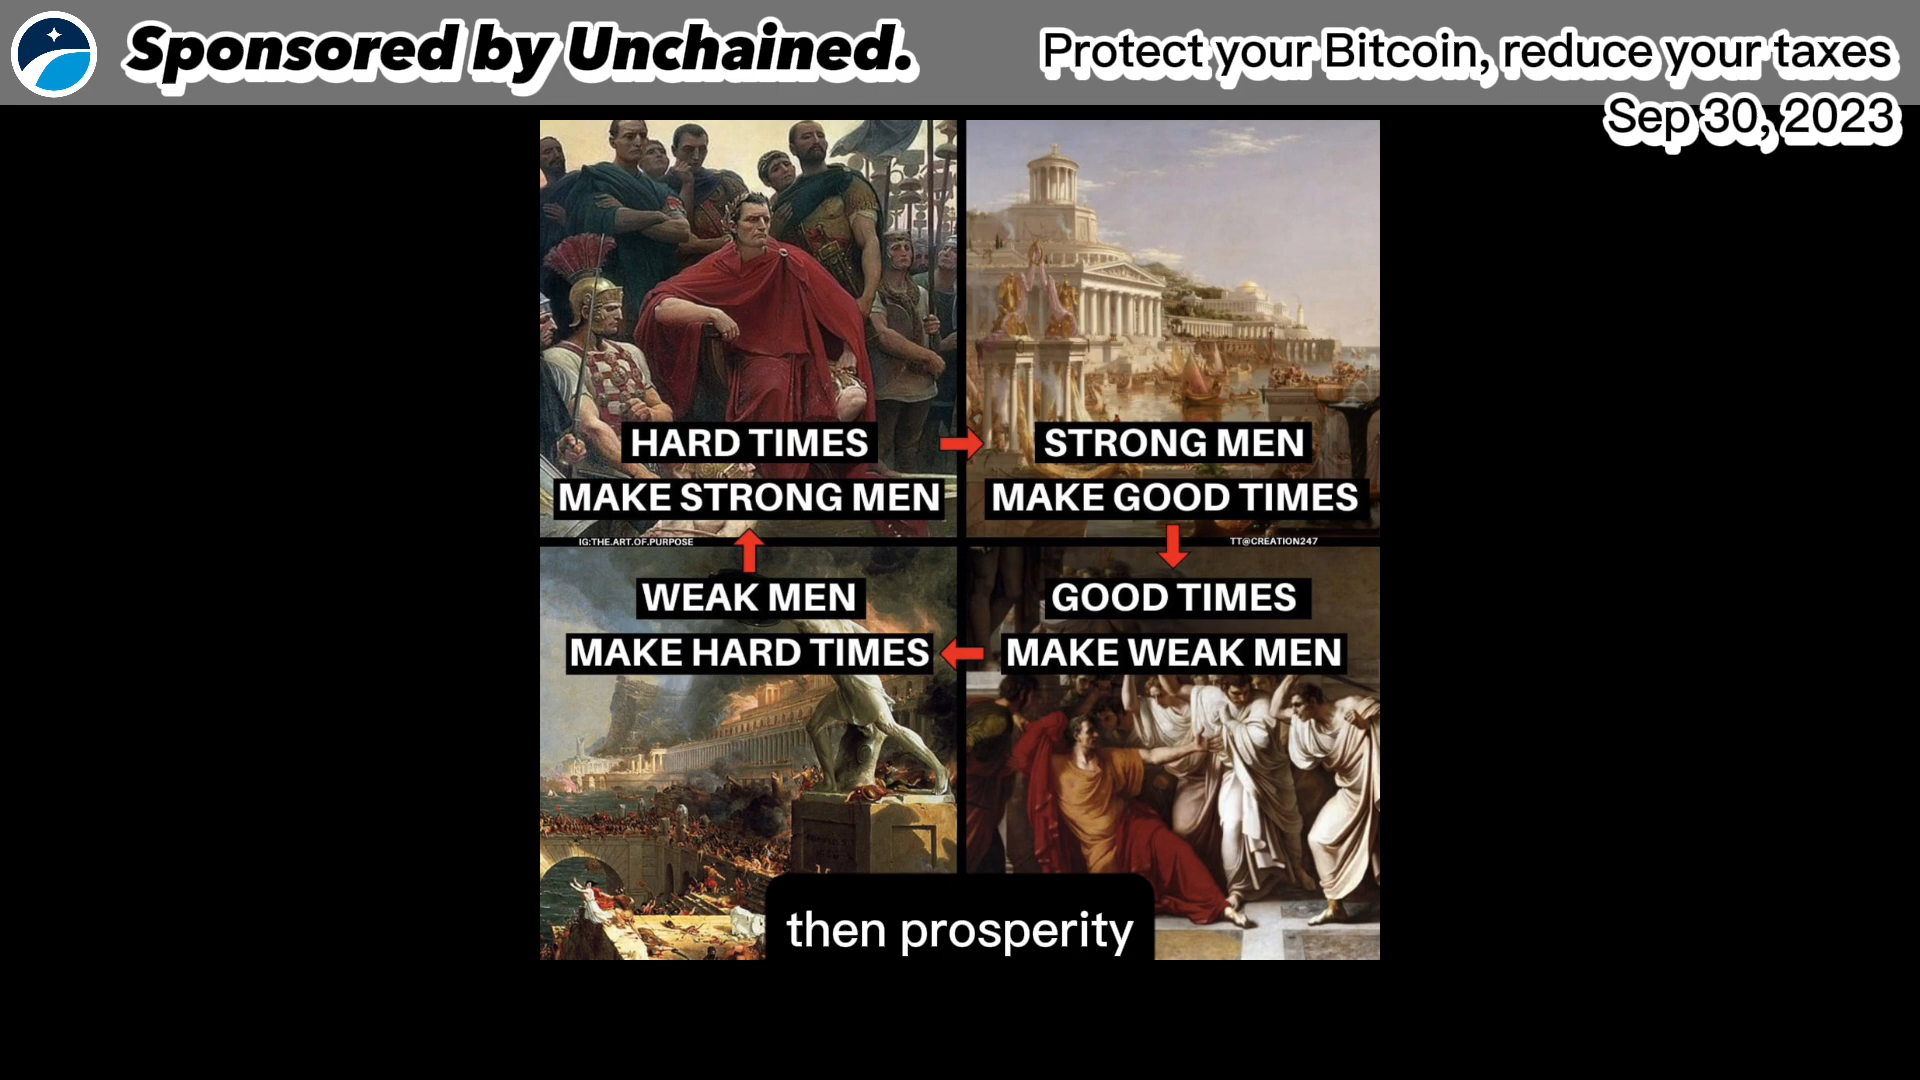 Sponsored by Unchained.
Protect your Bitcoin, reduce your taxes
Sep 30, 2023
HARD TIMES
MAKE STRONG MEN
STRONG MEN
MAKE GOOD TIMES
IG:THE.ART.OF.PURPOSE
TT@CREATION247
WEAK MEN
MAKE HARD TIMES
GOOD TIMES
MAKE WEAK MEN
then prosperity